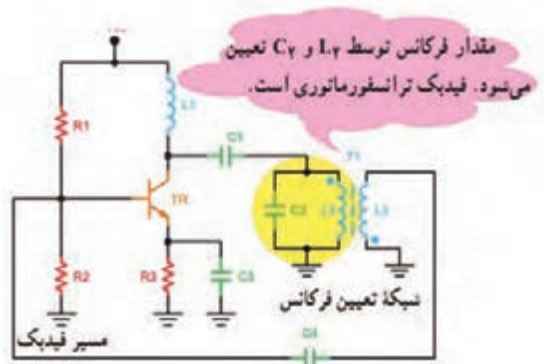 مقدار فرکانس توسط L۲ و C۲ تعیین
می‌شود. فیدبک ترانسفورماتوری است.
L1
R1
C1
T1
TR
C2
L2
L3
R2
R3
C3
شبکهٔ تعیین فرکانس
مسیر فیدبک